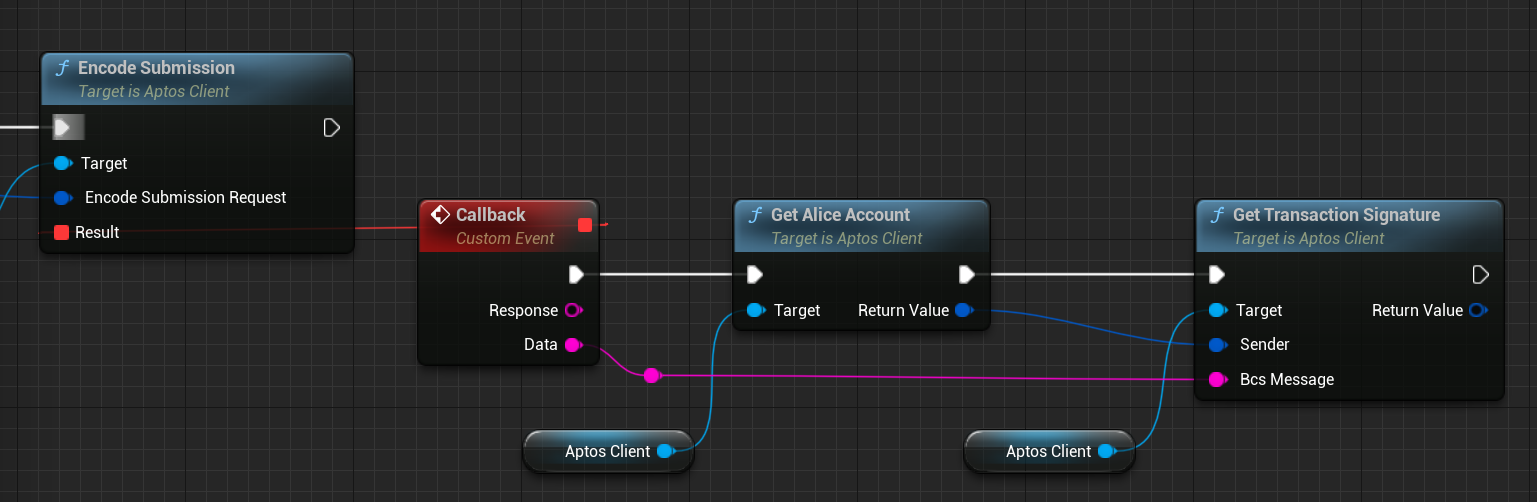 Encode Submission
Target is Aptos Client
Target
Encode Submission Request
Result
Callback
Custom Event
Response
Data
Get Alice Account
Target is Aptos Client
Target
Return Value
Get Transaction Signature
Target is Aptos Client
Target
Return Value
Sender
Bcs Message
Aptos Client
Aptos Client